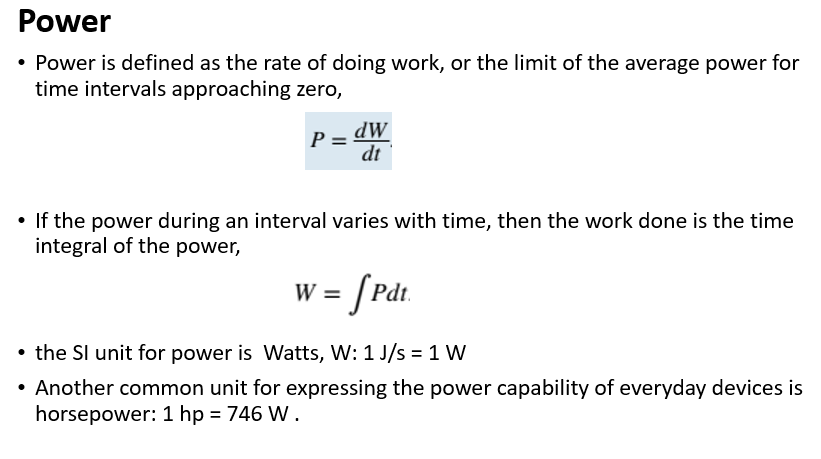 Power
• Power is defined as the rate of doing work, or the limit of the average power for
time intervals approaching zero,
P = dW/dt.
• If the power during an interval varies with time, then the work done is the time
integral of the power,
W = ∫Pdt.
• the SI unit for power is  Watts, W: 1 J/s = 1 W
• Another common unit for expressing the power capability of everyday devices is
horsepower: 1 hp = 746 W .